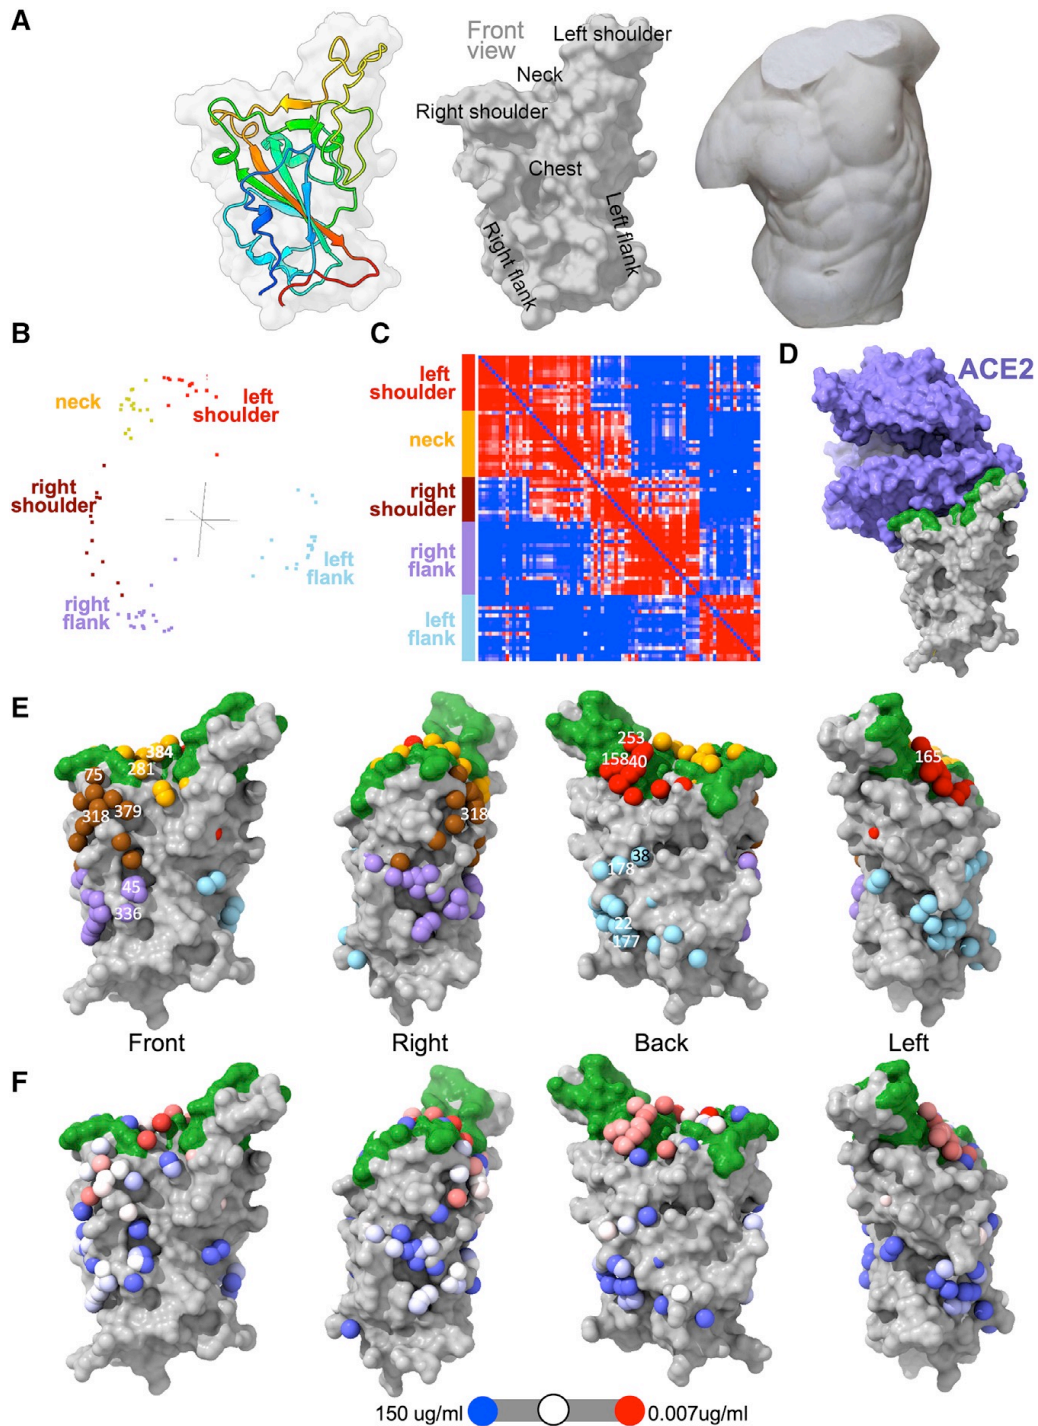 A
Front
view
Left shoulder
Neck
Right shoulder
Chest
Left flank
Right flank
B
neck
left
shoulder
right
shoulder
left
flank
right
flank
C
left
shoulder
neck
right
shoulder
right
flank
left
flank
D
ACE2
E
384
281
75
379
318
45
336
318
253
158
40
38
178
22
177
165
Front
Right
Back
Left
F
150 ug/ml
0.007ug/ml